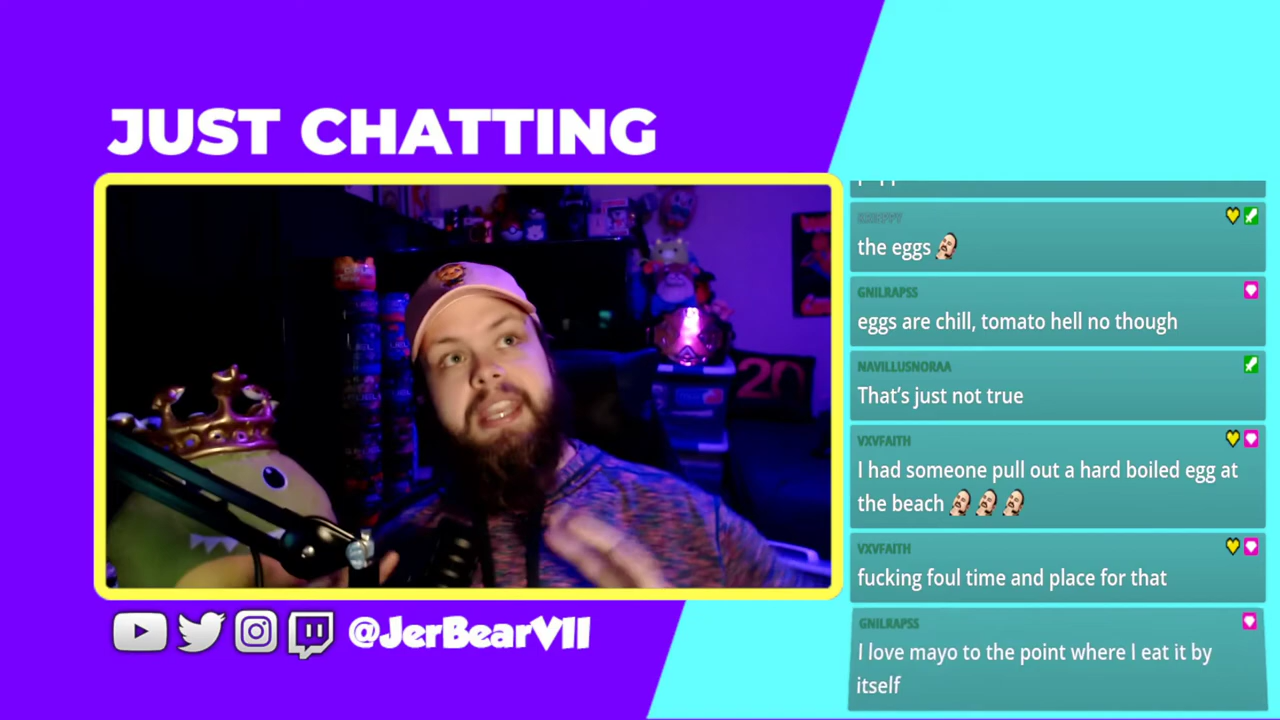 JUST CHATTING
the eggs
GNILRAPSS
eggs are chill, tomato hell no though
NAVILLUSNORAA
That's just not true
VXVFAITH
I had someone pull out a hard boiled egg at
the beach
VXVFAITH
fucking foul time and place for that
GNILRAPSS
I love mayo to the point where I eat it by
itself
20
@JerBearVII